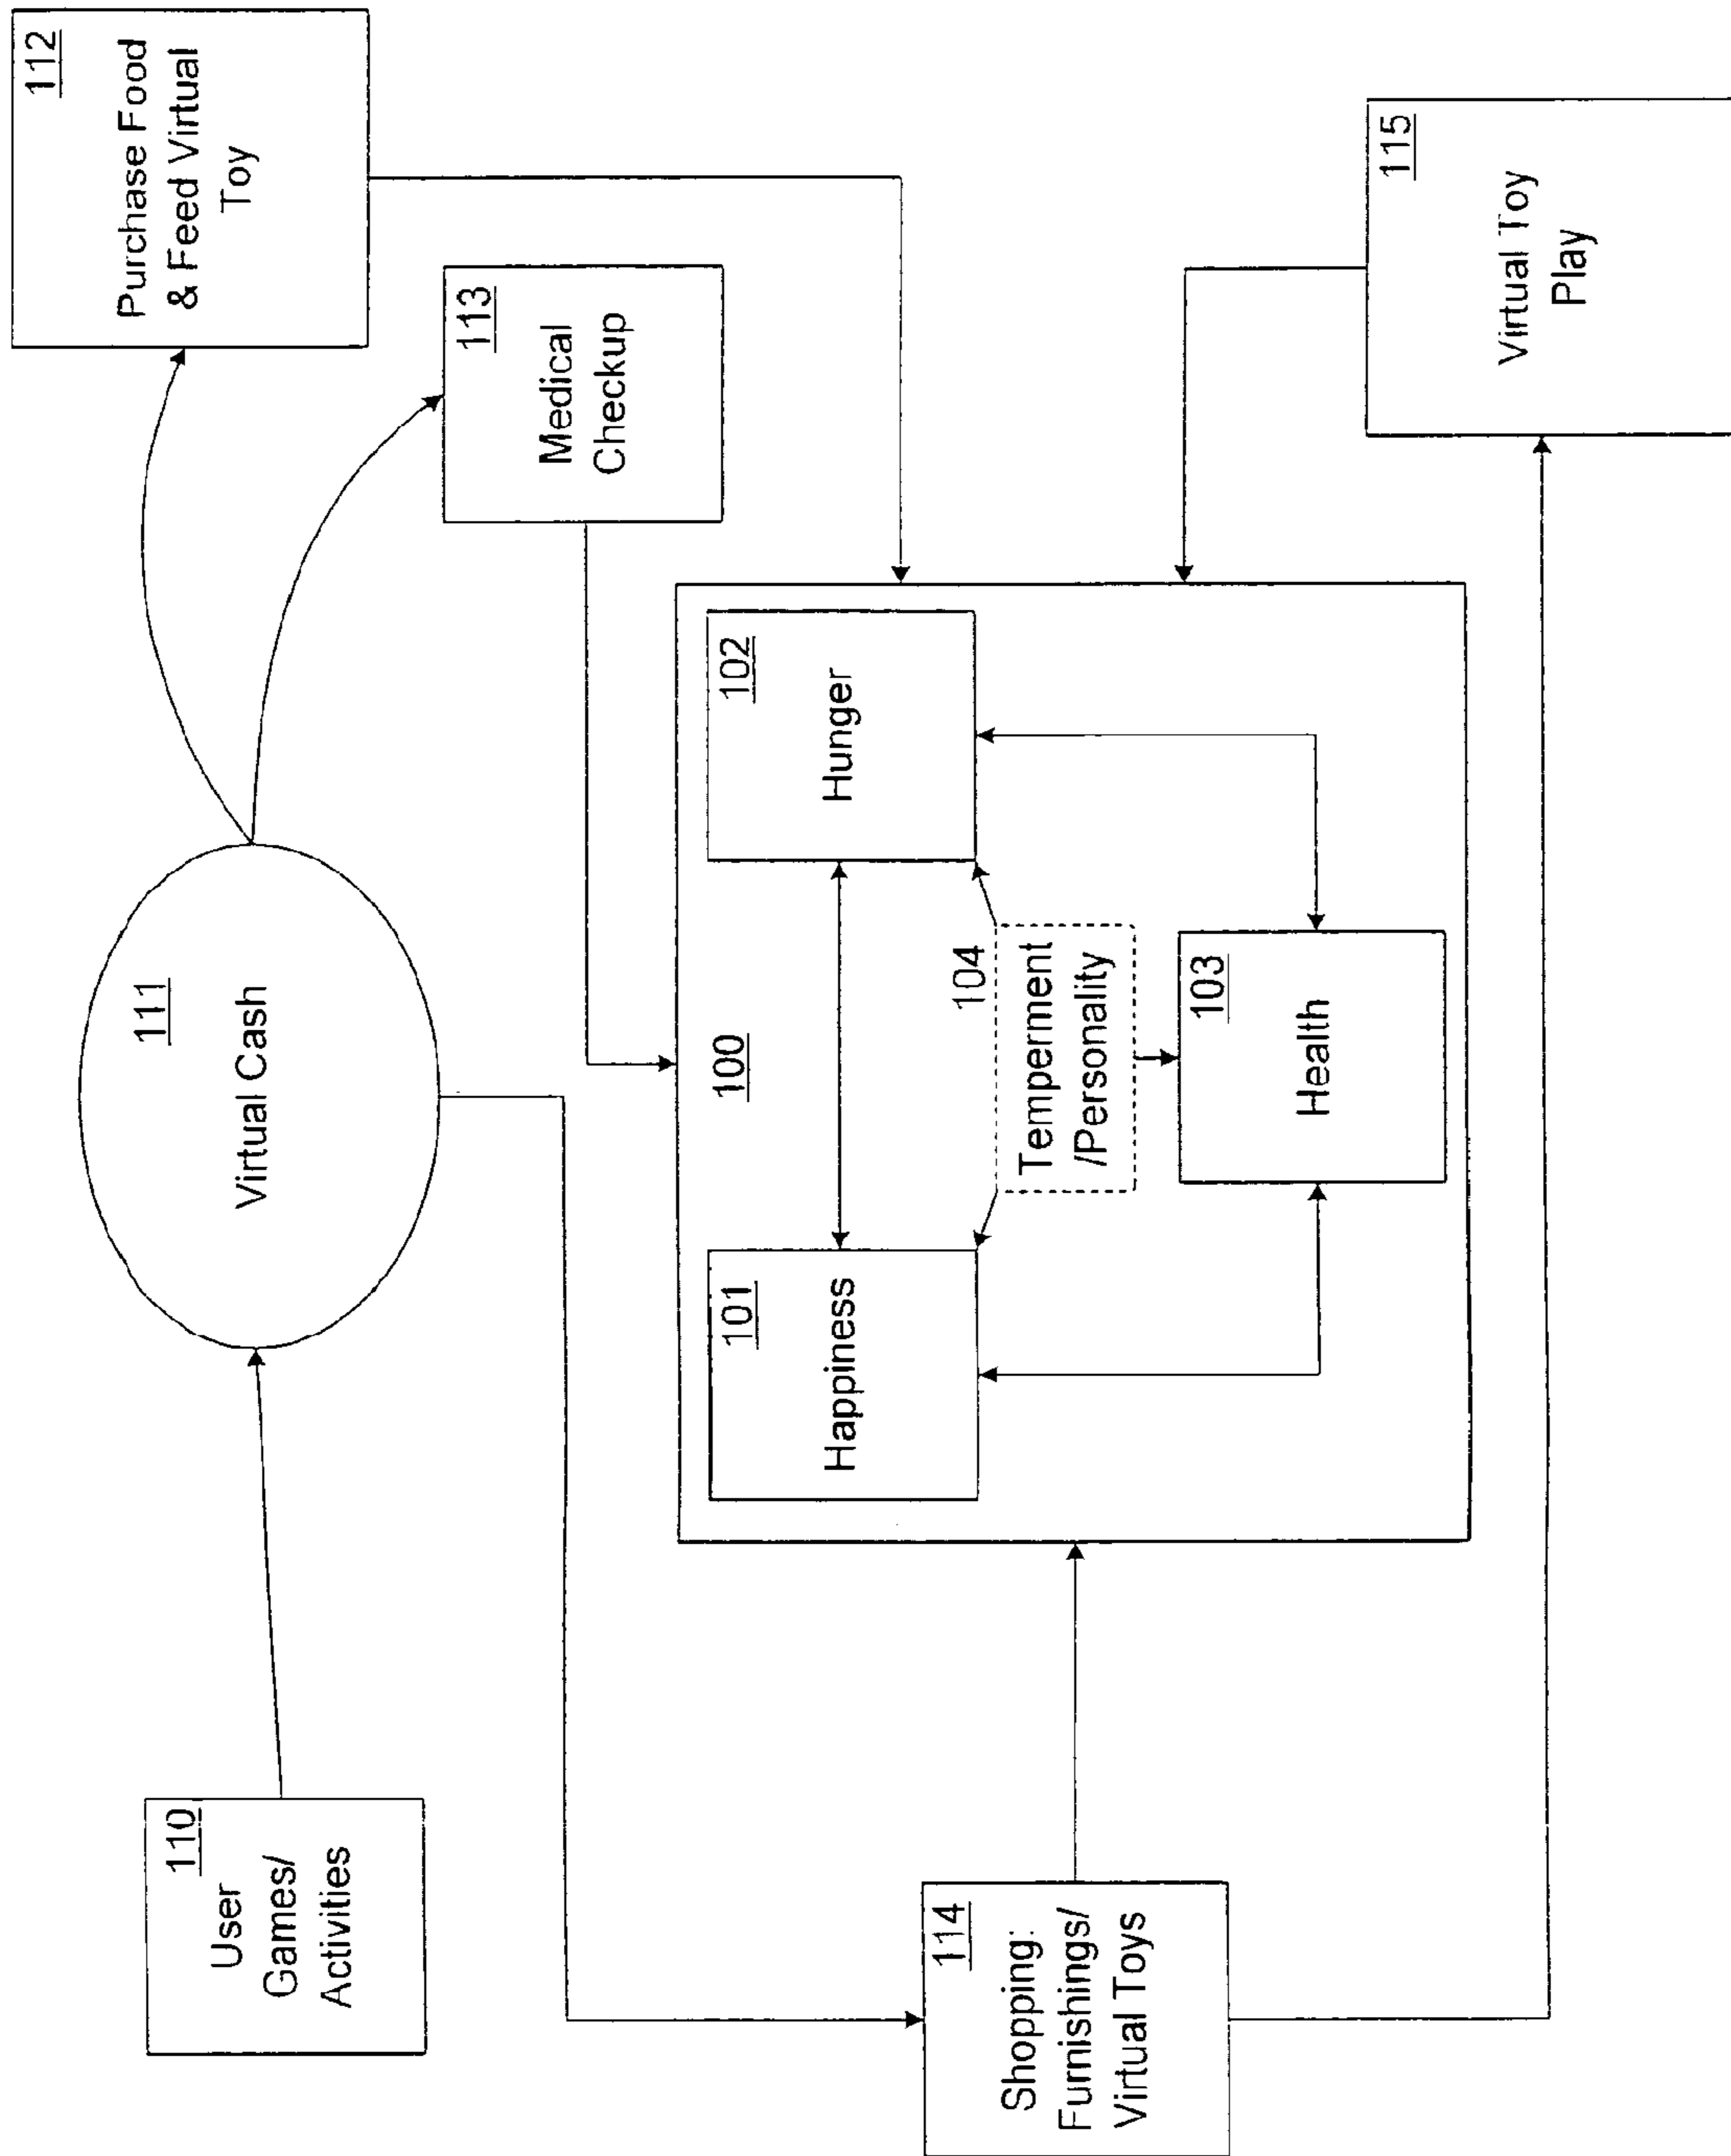 110
User
Games/
Activities
111
Virtual Cash
112
Purchase Food
& Feed Virtual
Toy
113
Medical
Checkup
100
101
Happiness
102
Hunger
104
Temperment
/Personality
103
Health
114
Shopping:
Furnishings/
Virtual Toys
115
Virtual Toy
Play